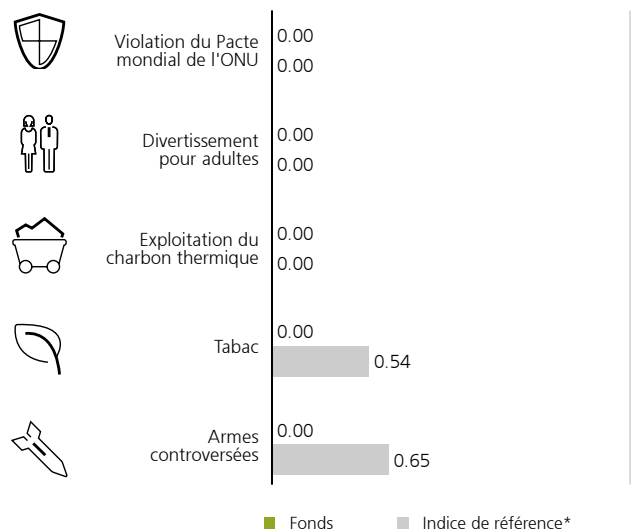 Violation du Pacte
mondial de l'ONU
0.00
0.00
Divertissement
pour adultes
0.00
0.00
Exploitation du
charbon thermique
0.00
0.00
Tabac
0.00
0.54
Armes
controversées
0.00
0.65
Fonds
Indice de référence*